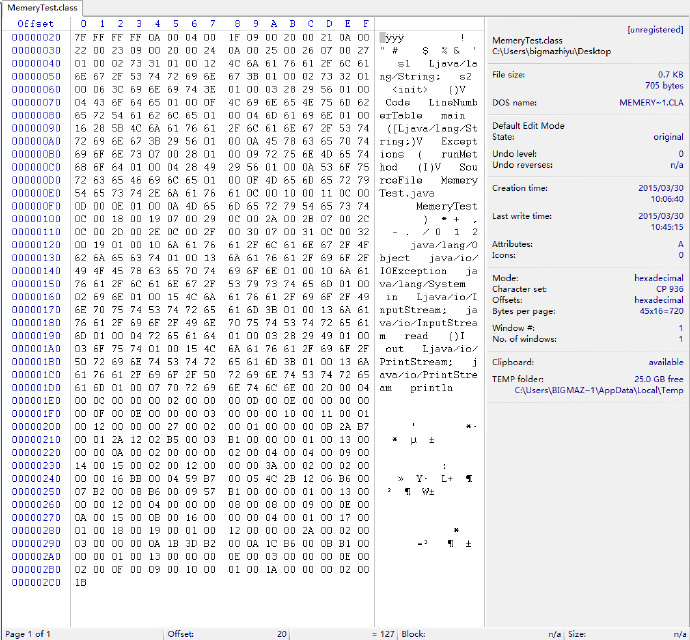 MemeryTest.class
Offset 0 1 2 3 4 5 6 7 8 9 A B C D E F
00000020 7F FF FF FF 0A 00 04 00 1F 09 00 20 00 21 0A 00 ÿÿÿ !
00000030 22 00 23 09 00 20 00 24 0A 00 25 00 26 07 00 27 " # $ % & '
00000040 01 00 02 73 31 01 00 12 4C 6A 61 76 61 2F 6C 61 s1 Ljava/la
00000050 6E 67 2F 53 74 72 69 6E 67 3B 01 00 02 73 32 01 ng/String; s2
00000060 00 06 3C 69 6E 69 74 3E 01 00 03 28 29 56 01 00 <init> ()V
00000070 04 43 6F 64 65 01 00 0F 4C 69 6E 65 4E 75 6D 62 Code LineNumb
00000080 65 72 54 61 62 6C 65 01 00 04 6D 61 69 6E 01 00 erTable main
00000090 16 28 5B 4C 6A 61 76 61 2F 6C 61 6E 67 2F 53 74 ([Ljava/lang/St
000000A0 72 69 6E 67 3B 29 56 01 00 0A 45 78 63 65 70 74 ring;)V Except
000000B0 69 6F 6E 73 07 00 28 01 00 09 72 75 6E 4D 65 74 ions ( runMet
000000C0 68 6F 64 01 00 04 28 49 29 56 01 00 0A 53 6F 75 hod (I)V Sou
000000D0 72 63 65 46 69 6C 65 01 00 0F 4D 65 6D 65 72 79 rceFile Memery
000000E0 54 65 73 74 2E 6A 61 76 61 0C 00 10 00 11 0C 00 Test.java
000000F0 0D 00 0E 01 00 0A 4D 65 6D 65 72 79 54 65 73 74 MemeryTest
00000100 0C 00 18 00 19 07 00 29 0C 00 2A 00 2B 07 00 2C ) * + ,
00000110 0C 00 2D 00 2E 0C 00 2F 00 30 07 00 31 0C 00 32 - . / 0 1 2
00000120 00 19 01 00 10 6A 61 76 61 2F 6C 61 6E 67 2F 4F java/lang/O
00000130 62 6A 65 63 74 01 00 13 6A 61 76 61 2F 69 6F 2F bject java/io/
00000140 49 4F 45 78 63 65 70 74 69 6F 6E 01 00 10 6A 61 IOException ja
00000150 76 61 2F 6C 61 6E 67 2F 53 79 73 74 65 6D 01 00 va/lang/System
00000160 02 69 6E 01 00 15 4C 6A 61 76 61 2F 69 6F 2F 49 in Ljava/io/I
00000170 6E 70 75 74 53 74 72 65 61 6D 3B 01 00 13 6A 61 nputStream; ja
00000180 76 61 2F 69 6F 2F 49 6E 70 75 74 53 74 72 65 61 va/io/InputStrea
00000190 6D 01 00 04 72 65 61 64 01 00 03 28 29 49 01 00 m read ()I
000001A0 03 6F 75 74 01 00 15 4C 6A 61 76 61 2F 69 6F 2F out Ljava/io/
000001B0 50 72 69 6E 74 53 74 72 65 61 6D 3B 01 00 13 6A PrintStream; j
000001C0 61 76 61 2F 69 6F 2F 50 72 69 6E 74 53 74 72 65 ava/io/PrintStre
000001D0 61 6D 01 00 07 70 72 69 6E 74 6C 6E 00 20 00 04 am println
000001E0 00 0C 00 00 00 02 00 00 00 0D 00 0E 00 00 00 00
000001F0 00 0F 00 0E 00 00 00 03 00 00 00 10 00 11 00 01
00000200 00 12 00 00 00 27 00 02 00 01 00 00 00 0B 2A B7 ' *·
00000210 00 01 2A 12 02 B5 00 03 B1 00 00 00 01 00 13 00 * µ ±
00000220 00 00 0A 00 02 00 00 00 02 00 04 00 04 00 09 00
00000230 14 00 15 00 02 00 12 00 00 00 3A 00 02 00 02 00 :
00000240 00 00 16 BB 00 04 59 B7 00 05 4C 2B 12 06 B6 00 » Y· L+ ¶
00000250 07 B2 00 08 B6 00 09 57 B1 00 00 00 01 00 13 00 ² ¶ W±
00000260 00 00 12 00 04 00 00 00 08 00 08 00 09 00 0E 00
00000270 0A 00 15 00 0B 00 16 00 00 00 04 00 01 00 17 00
00000280 01 00 18 00 19 00 01 00 12 00 00 00 2A 00 02 00 *
00000290 03 00 00 00 0A 1B 3D B2 00 0A 1C B6 00 0B B1 00 =² ¶ ±
000002A0 00 00 01 00 13 00 00 00 0E 00 03 00 00 00 0E 00
000002B0 02 00 0F 00 09 00 10 00 01 00 1A 00 00 00 02 00
000002C0 1B
[unregistered]
MemeryTest.class
C:\Users\bigmazhiyu\Desktop
File size: 0.7 KB
705 bytes
DOS name: MEMERY~1.CLA
Default Edit Mode
State: original
Undo level: 0
Undo reverses: n/a
Creation time: 2015/03/30
10:06:40
Last write time: 2015/03/30
10:45:15
Attributes: A
Icons: 0
Mode: hexadecimal
Character set: CP 936
Offsets: hexadecimal
Bytes per page: 45x16=720
Window #: 1
No. of windows: 1
Clipboard: available
TEMP folder: 25.0 GB free
C:\Users\BIGMAZ~1\AppData\Local\Temp
Page 1 of 1 Offset: 20 = 127 Block: n/a Size: n/a